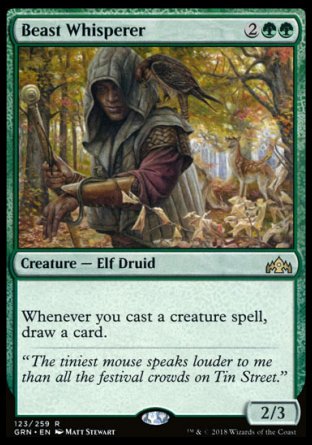 Beast Whisperer 2
Creature — Elf Druid
Whenever you cast a creature spell,
draw a card.
“The tiniest mouse speaks louder to me
than all the festival crowds on Tin Street.”
2/3
123/259 R
GRN • EN Matt Stewart
™ & © 2018 Wizards of the Coast